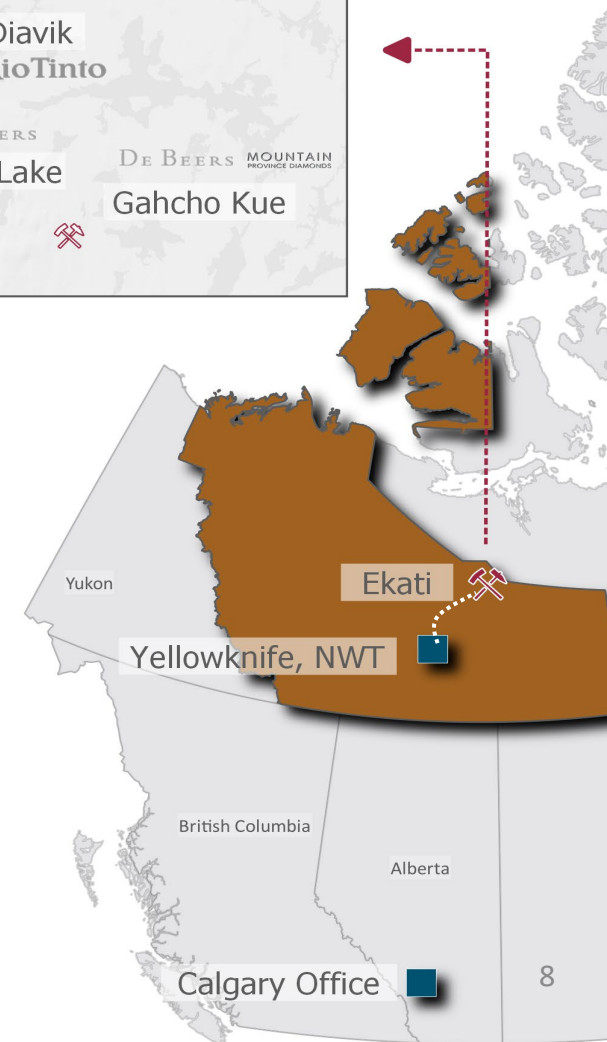 Diavik
ioTinto
ERS
Lake
DE BEERS MOUNTAIN
PROVINCE DIAMONDS
Gahcho Kue
Ekati
Yukon
Yellowknife, NWT
British Columbia
Alberta
Calgary Office
8